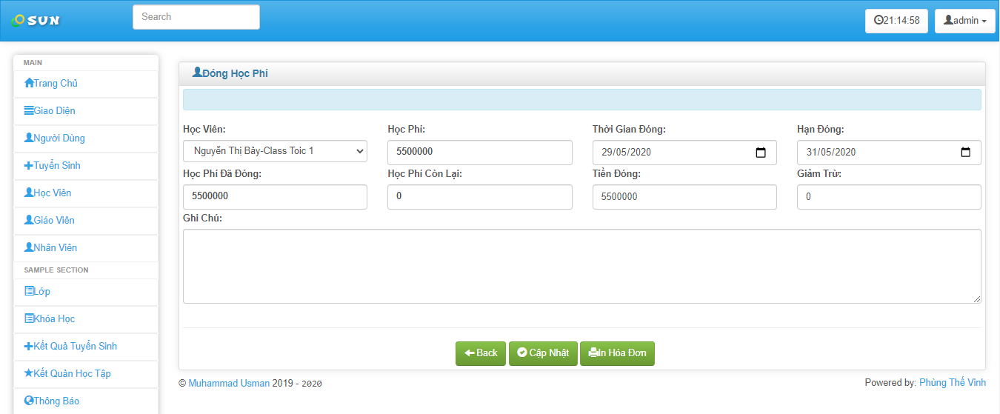 SUN
Search
21:14:58
admin
MAIN
Trang Chủ
Giao Diện
Người Dùng
Tuyển Sinh
Học Viên
Giáo Viên
Nhân Viên
SAMPLE SECTION
Lớp
Khóa Học
Kết Quả Tuyển Sinh
Kết Quản Học Tập
Thông Báo
Đóng Học Phí
Học Viên:
Học Phí:
Thời Gian Đóng:
Hạn Đóng:
Nguyễn Thị Bảy-Class Toic 1
5500000
29/05/2020
31/05/2020
Học Phí Đã Đóng:
Học Phí Còn Lại:
Tiền Đóng:
Giảm Trừ:
5500000
0
5500000
0
Ghi Chú:
Back
Cập Nhật
In Hóa Đơn
© Muhammad Usman 2019 - 2020
Powered by: Phùng Thế Vinh